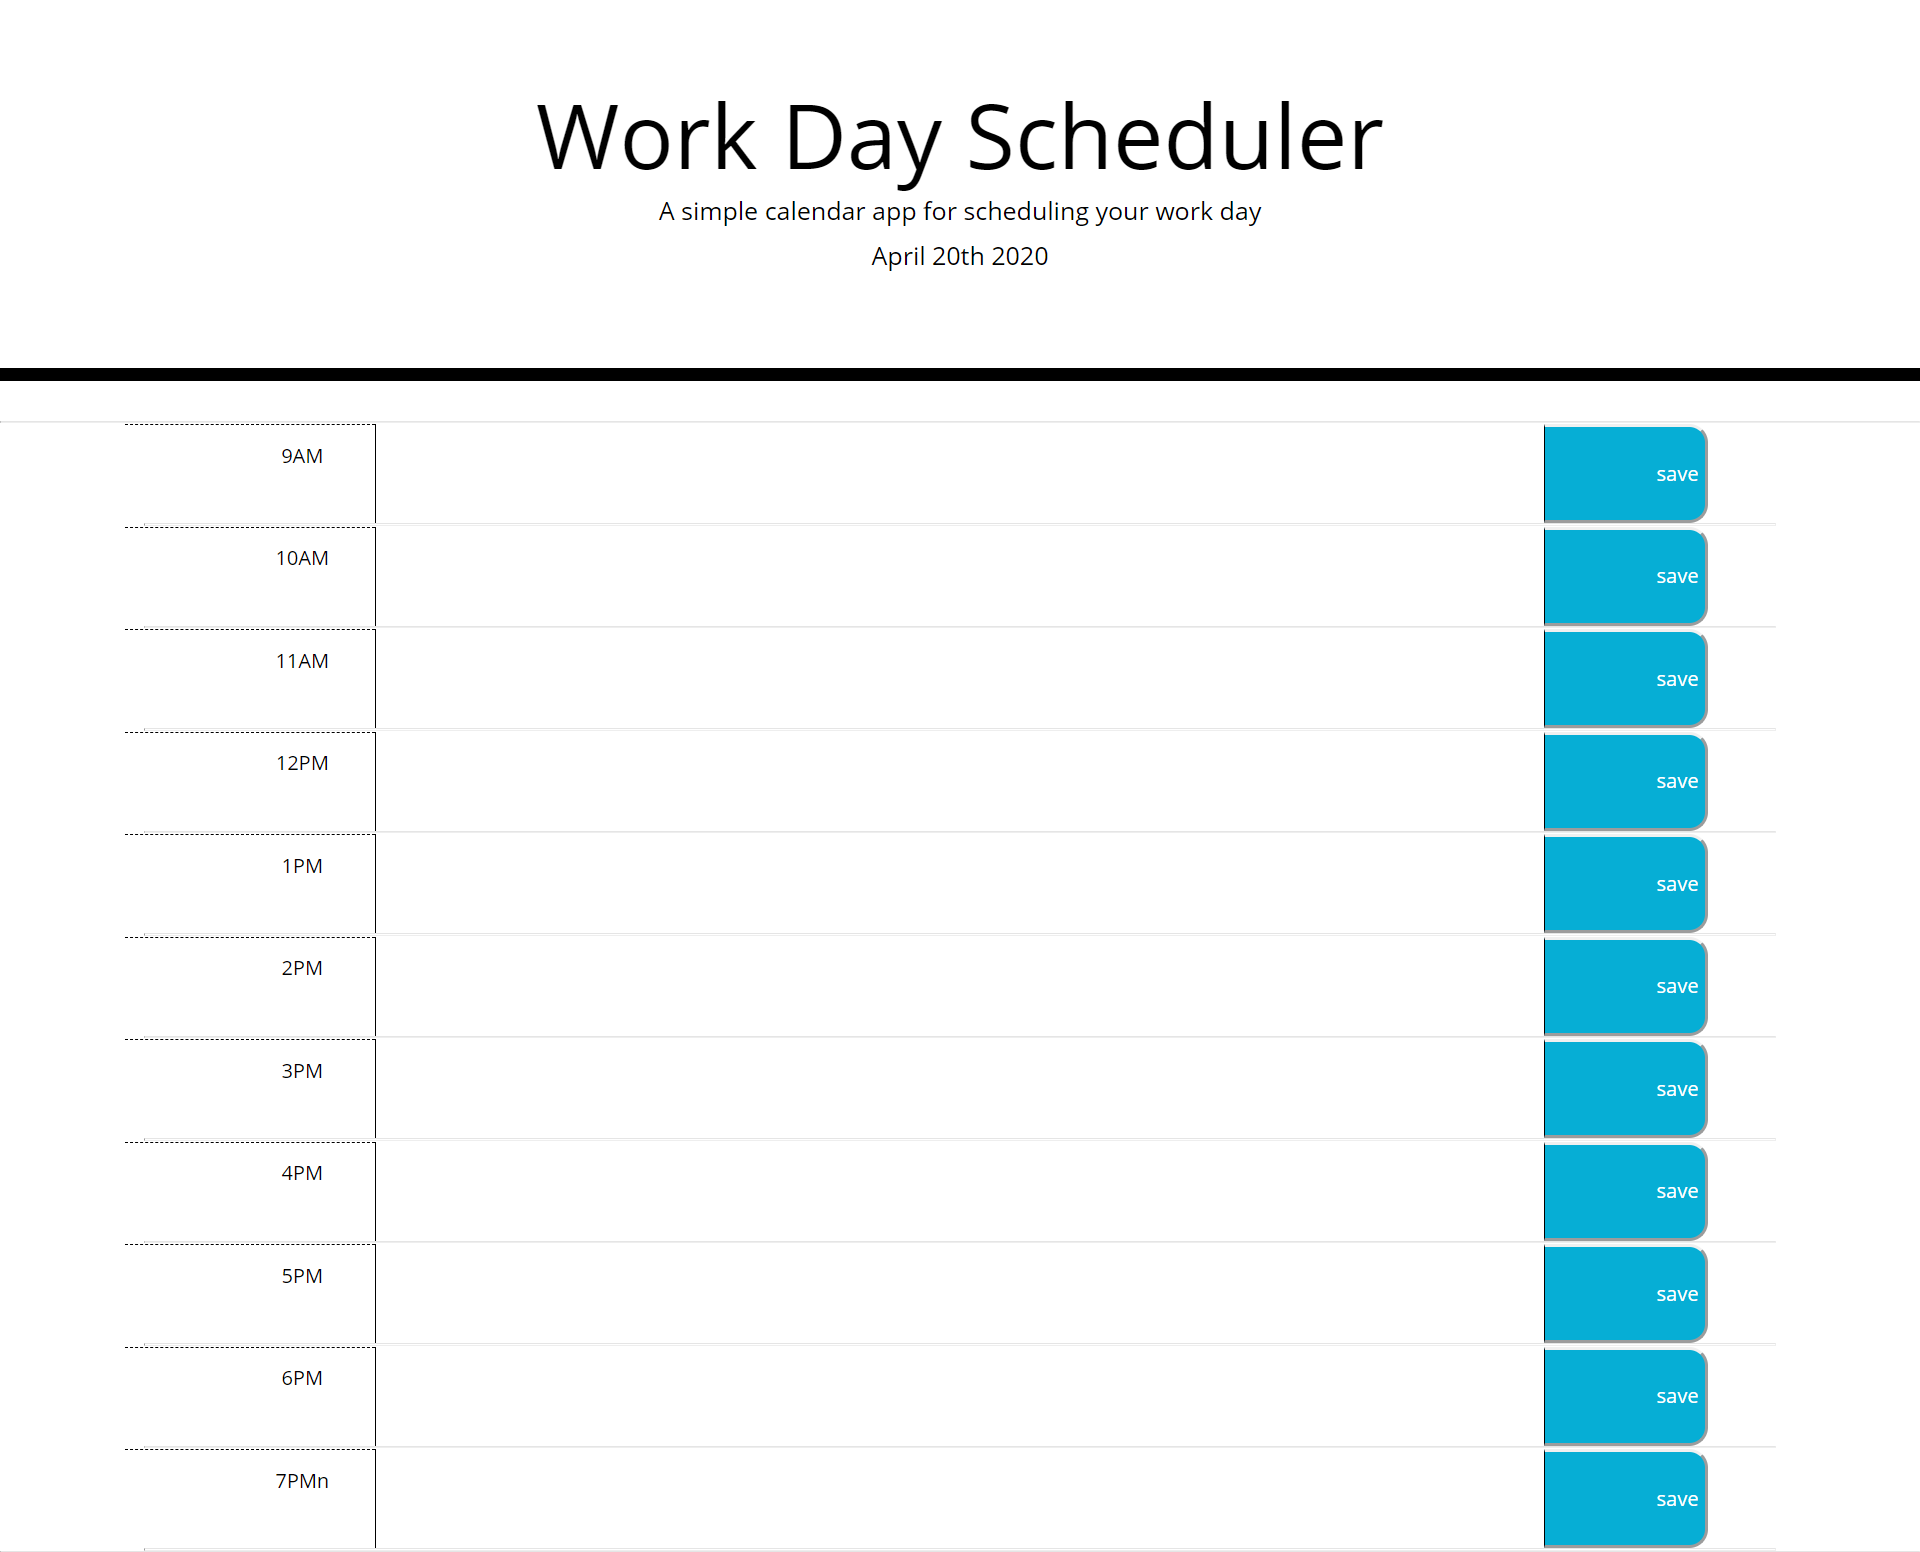 Work Day Scheduler
A simple calendar app for scheduling your work day
April 20th 2020
9AM save
10AM save
11AM save
12PM save
1PM save
2PM save
3PM save
4PM save
5PM save
6PM save
7PMn save